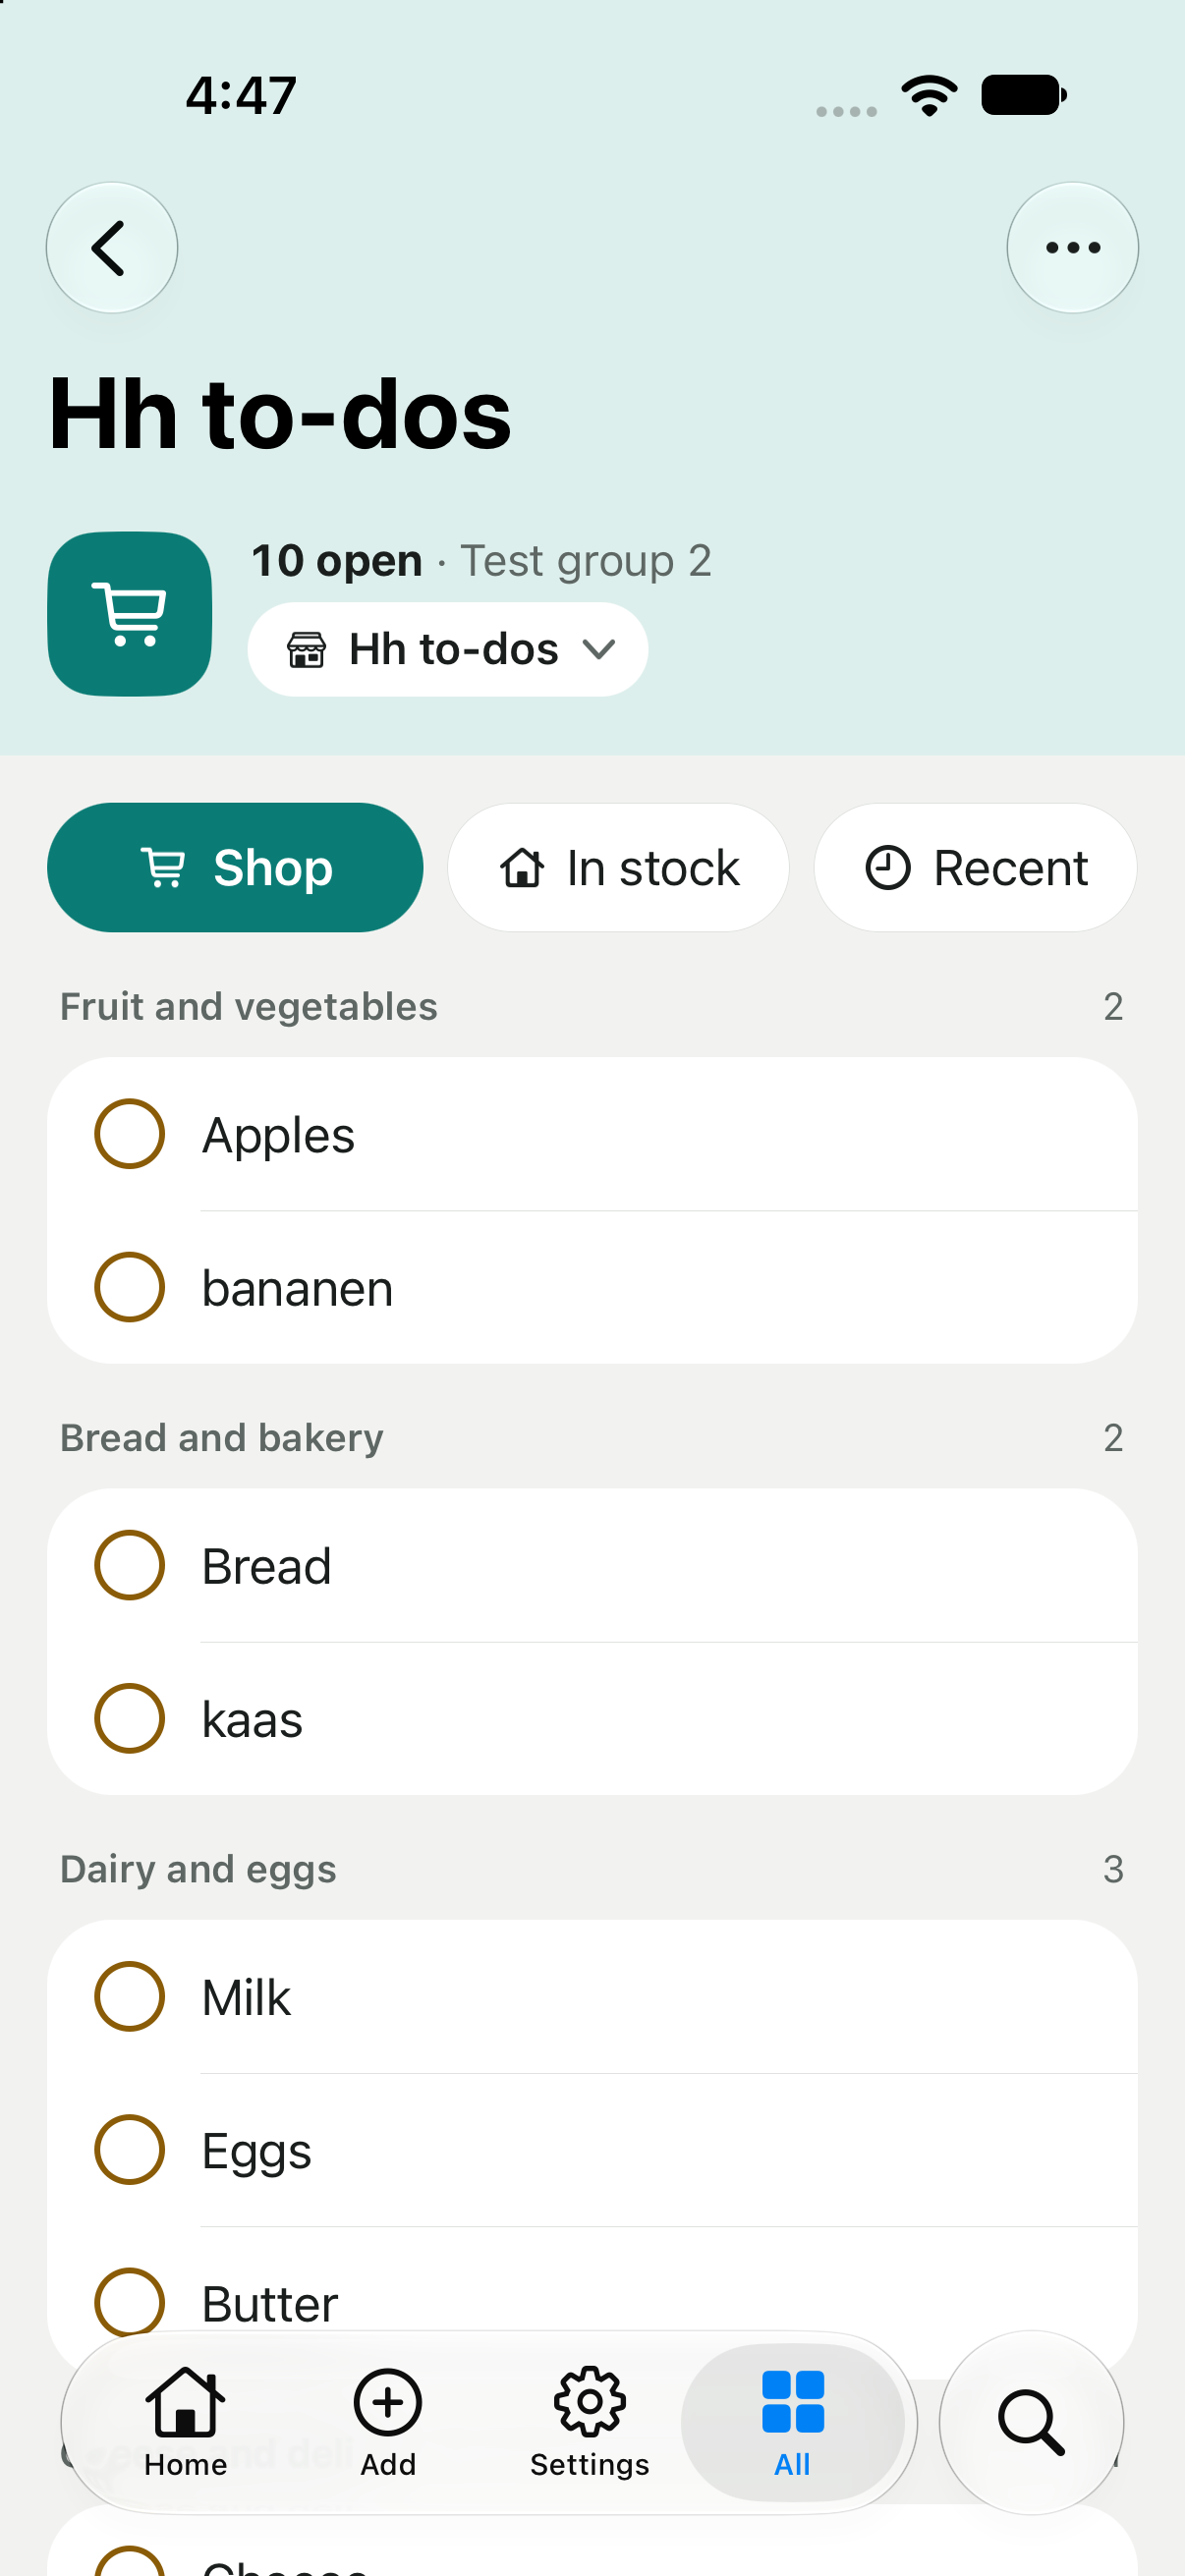 4:47
Hh to-dos
10 open · Test group 2
Hh to-dos
Shop
In stock
Recent
Fruit and vegetables 2
Apples
bananen
Bread and bakery 2
Bread
kaas
Dairy and eggs 3
Milk
Eggs
Butter
and deli
Home
Add
Settings
All